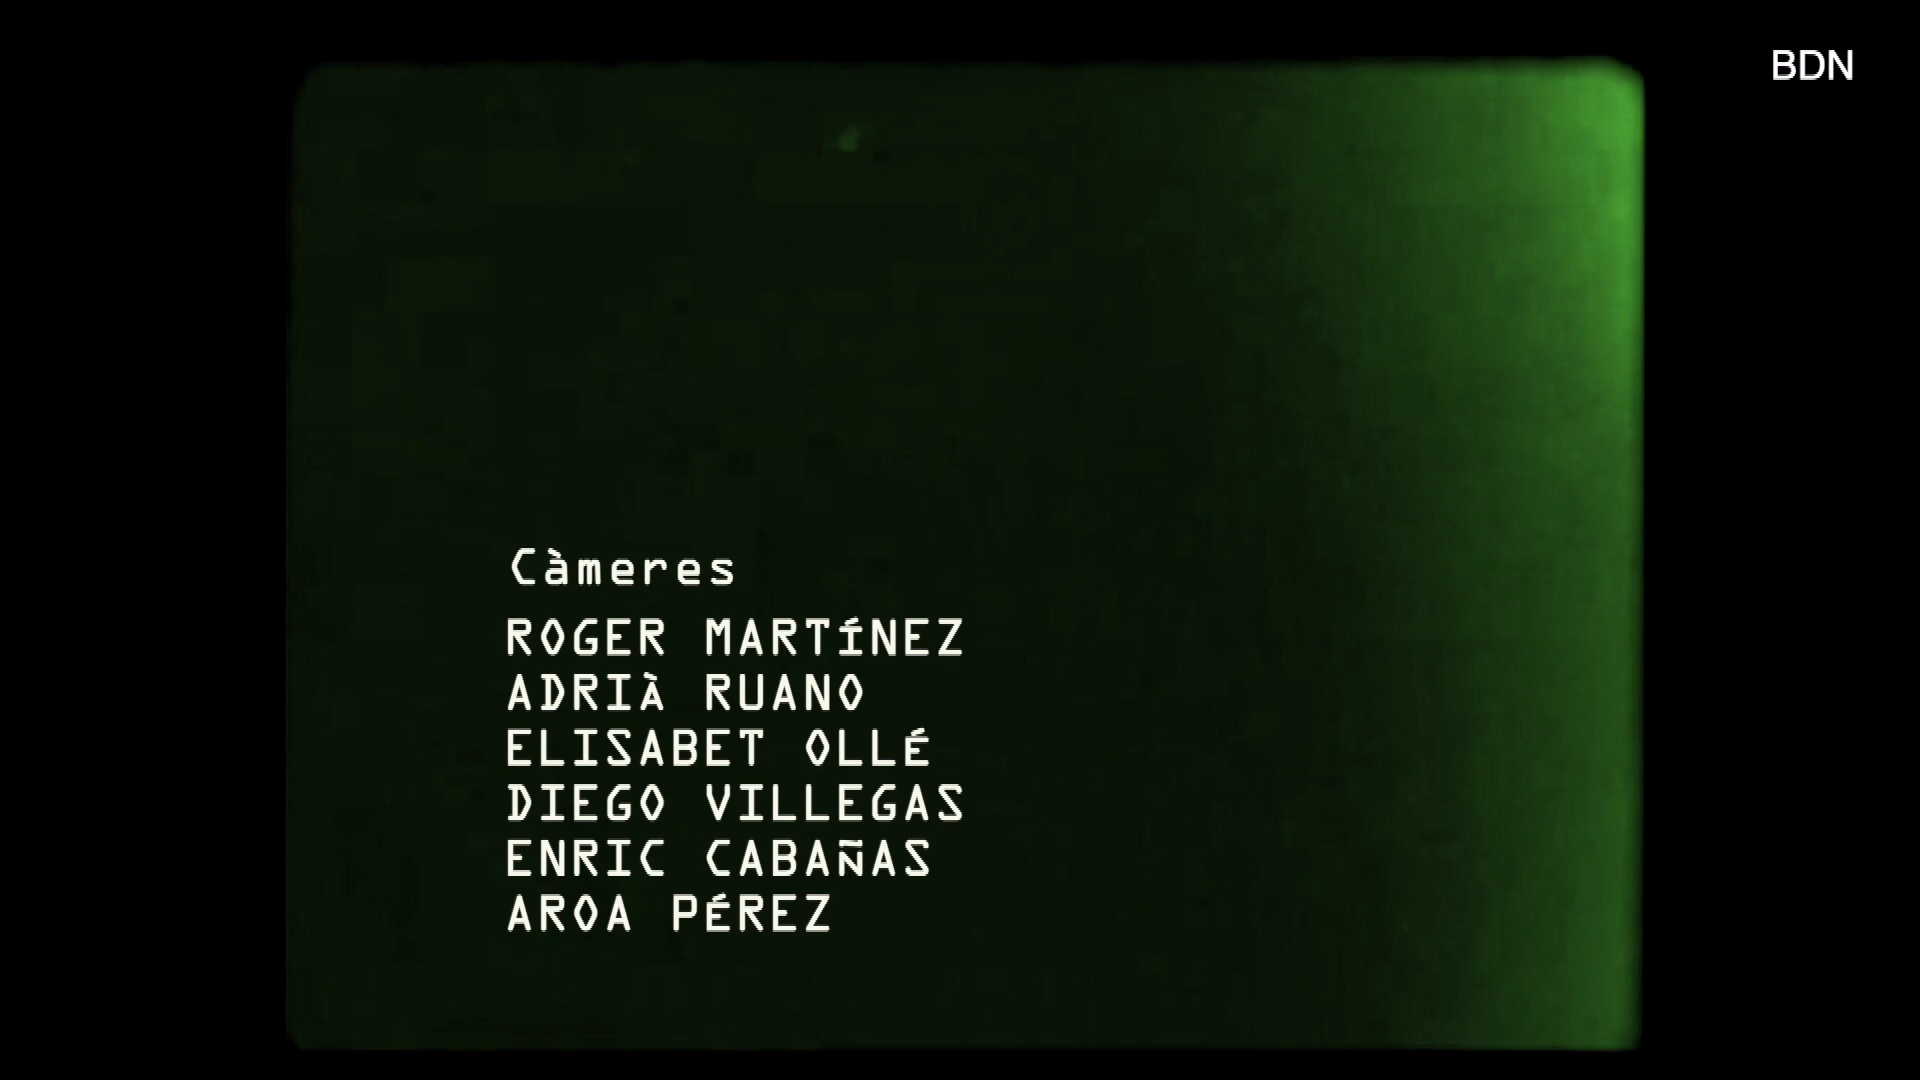 BDN
Càmeres
ROGER MARTÍNEZ
ADRIÀ RUANO
ELISABET OLLÉ
DIEGO VILLEGAS
ENRIC CABAÑAS
AROA PÉREZ